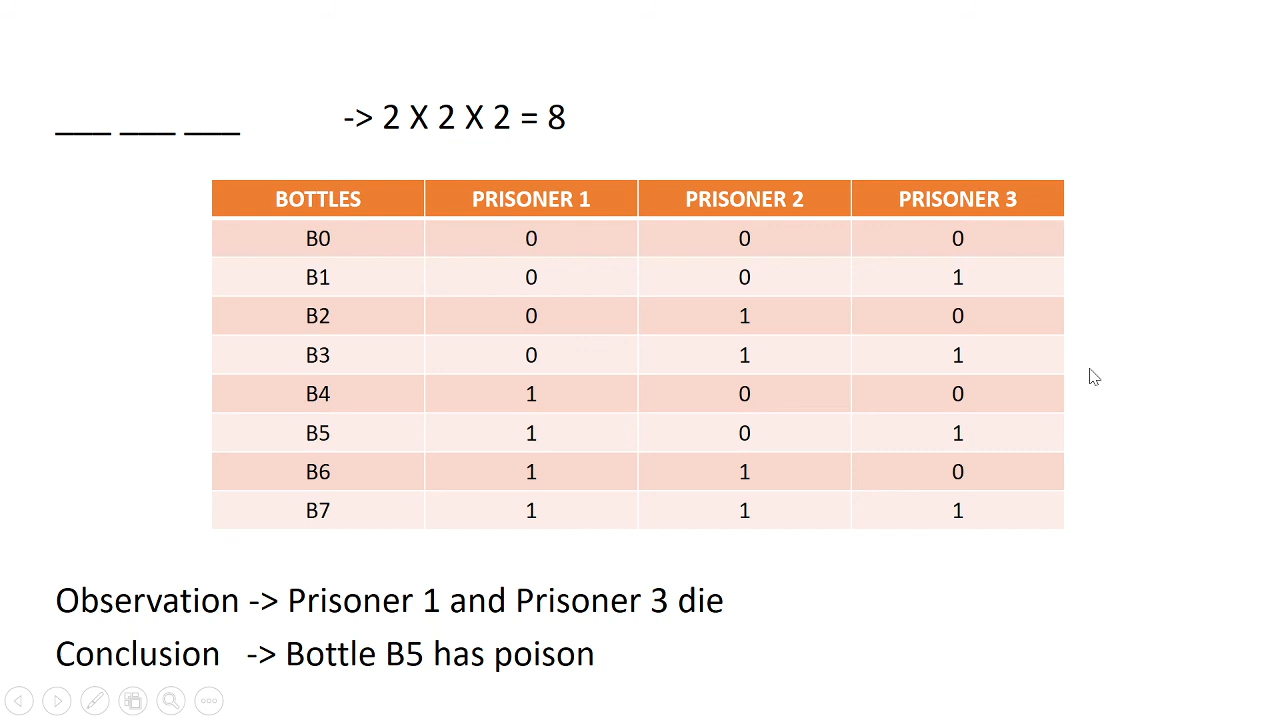 ___ ___ ___ -> 2 X 2 X 2 = 8
BOTTLES PRISONER 1 PRISONER 2 PRISONER 3
B0 0 0 0
B1 0 0 1
B2 0 1 0
B3 0 1 1
B4 1 0 0
B5 1 0 1
B6 1 1 0
B7 1 1 1
Observation -> Prisoner 1 and Prisoner 3 die
Conclusion -> Bottle B5 has poison